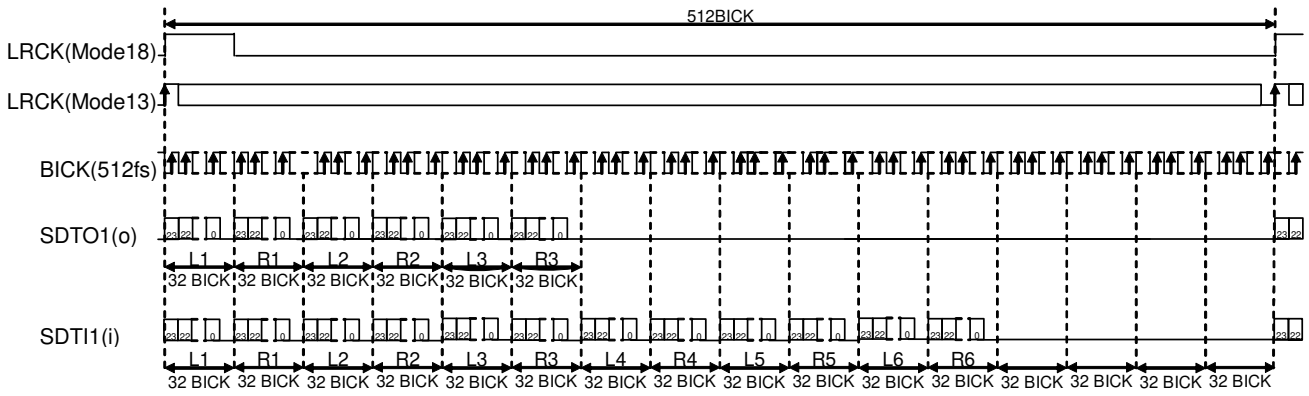 512BICK
LRCK(Mode18)
LRCK(Mode13)
BICK(512fs)
SDTO1(o)
23 22 0 23 22 0 23 22 0 23 22 0 23 22 0 23 22 0 23 22
L1 R1 L2 R2 L3 R3
32 BICK 32 BICK 32 BICK 32 BICK 32 BICK 32 BICK
SDTI1(i)
23 22 0 23 22 0 23 22 0 23 22 0 23 22 0 23 22 0 23 22 0 23 22 0 23 22 0 23 22 0 23 22 0 23 22 0 23 22
L1 R1 L2 R2 L3 R3 L4 R4 L5 R5 L6 R6
32 BICK 32 BICK 32 BICK 32 BICK 32 BICK 32 BICK 32 BICK 32 BICK 32 BICK 32 BICK 32 BICK 32 BICK 32 BICK 32 BICK 32 BICK 32 BICK